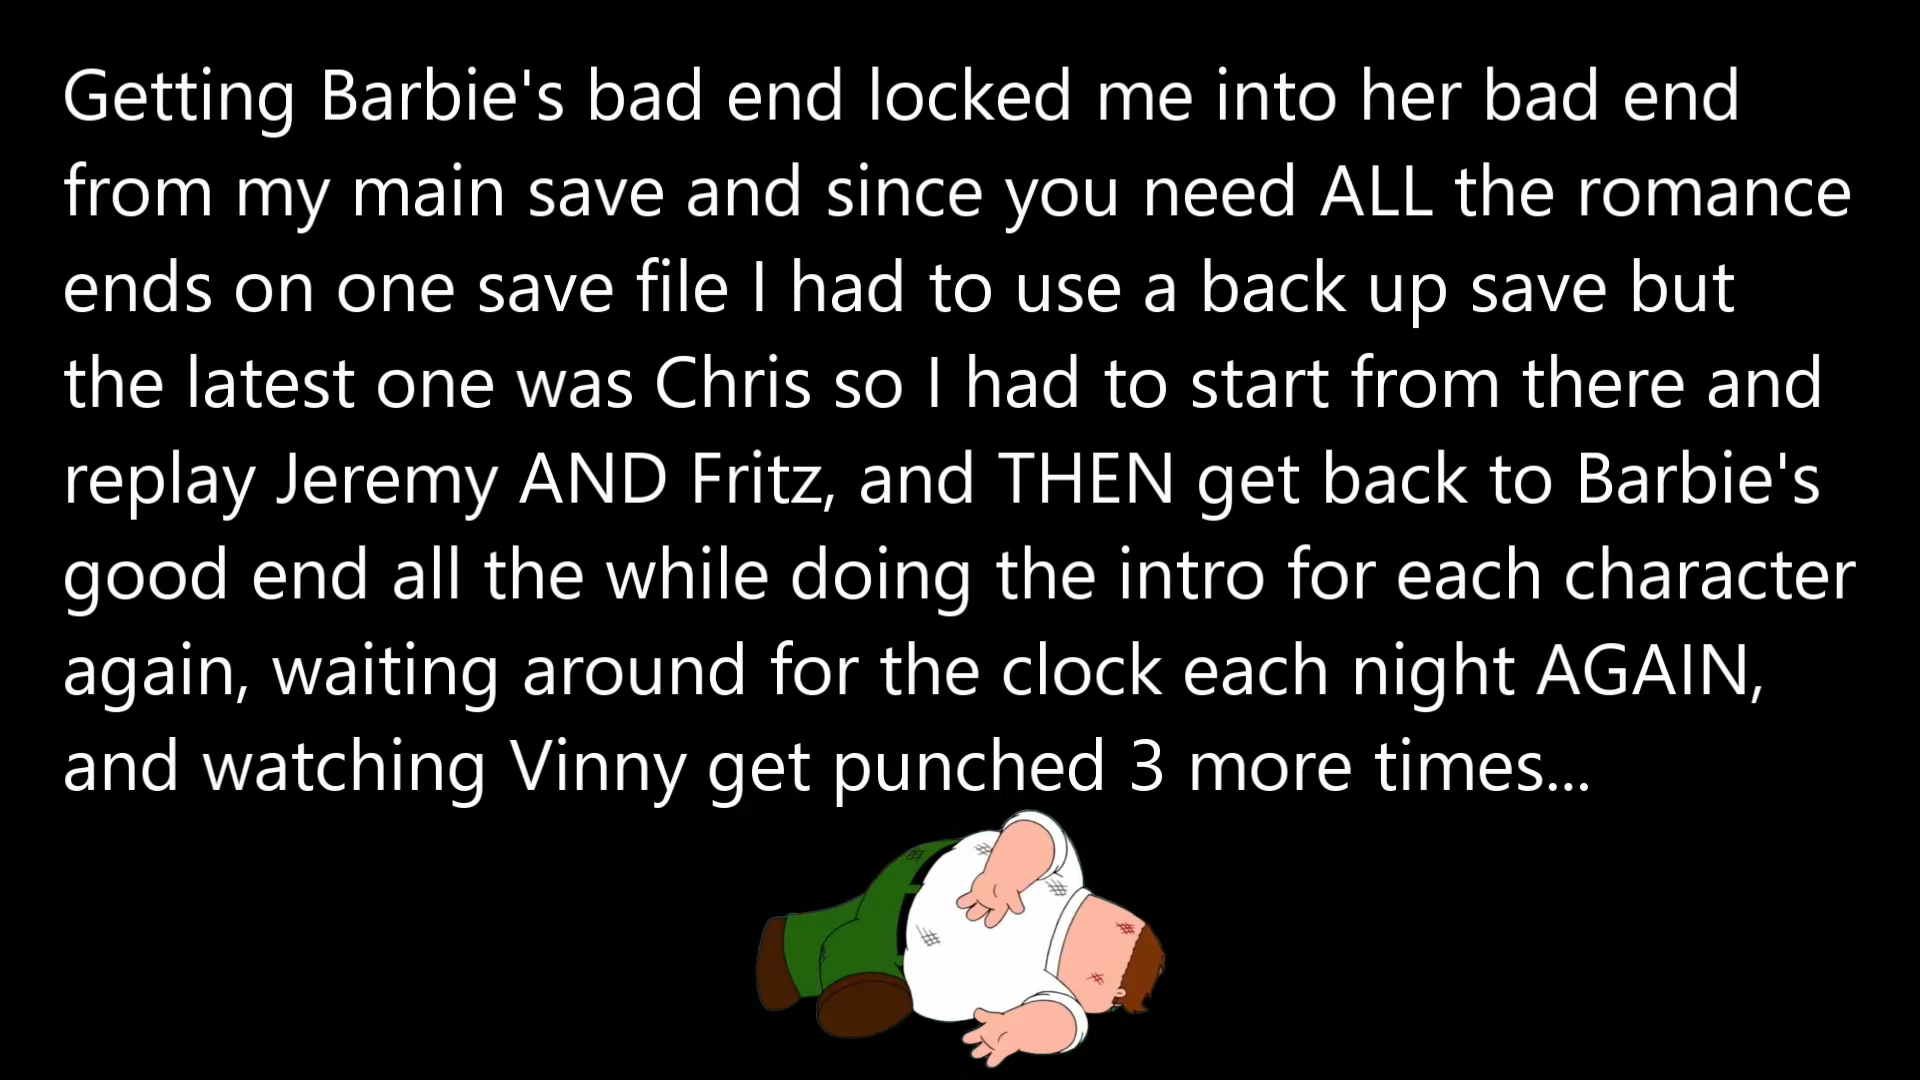 Getting Barbie's bad end locked me into her bad end
from my main save and since you need ALL the romance
ends on one save file I had to use a back up save but
the latest one was Chris so I had to start from there and
replay Jeremy AND Fritz, and THEN get back to Barbie's
good end all the while doing the intro for each character
again, waiting around for the clock each night AGAIN,
and watching Vinny get punched 3 more times...